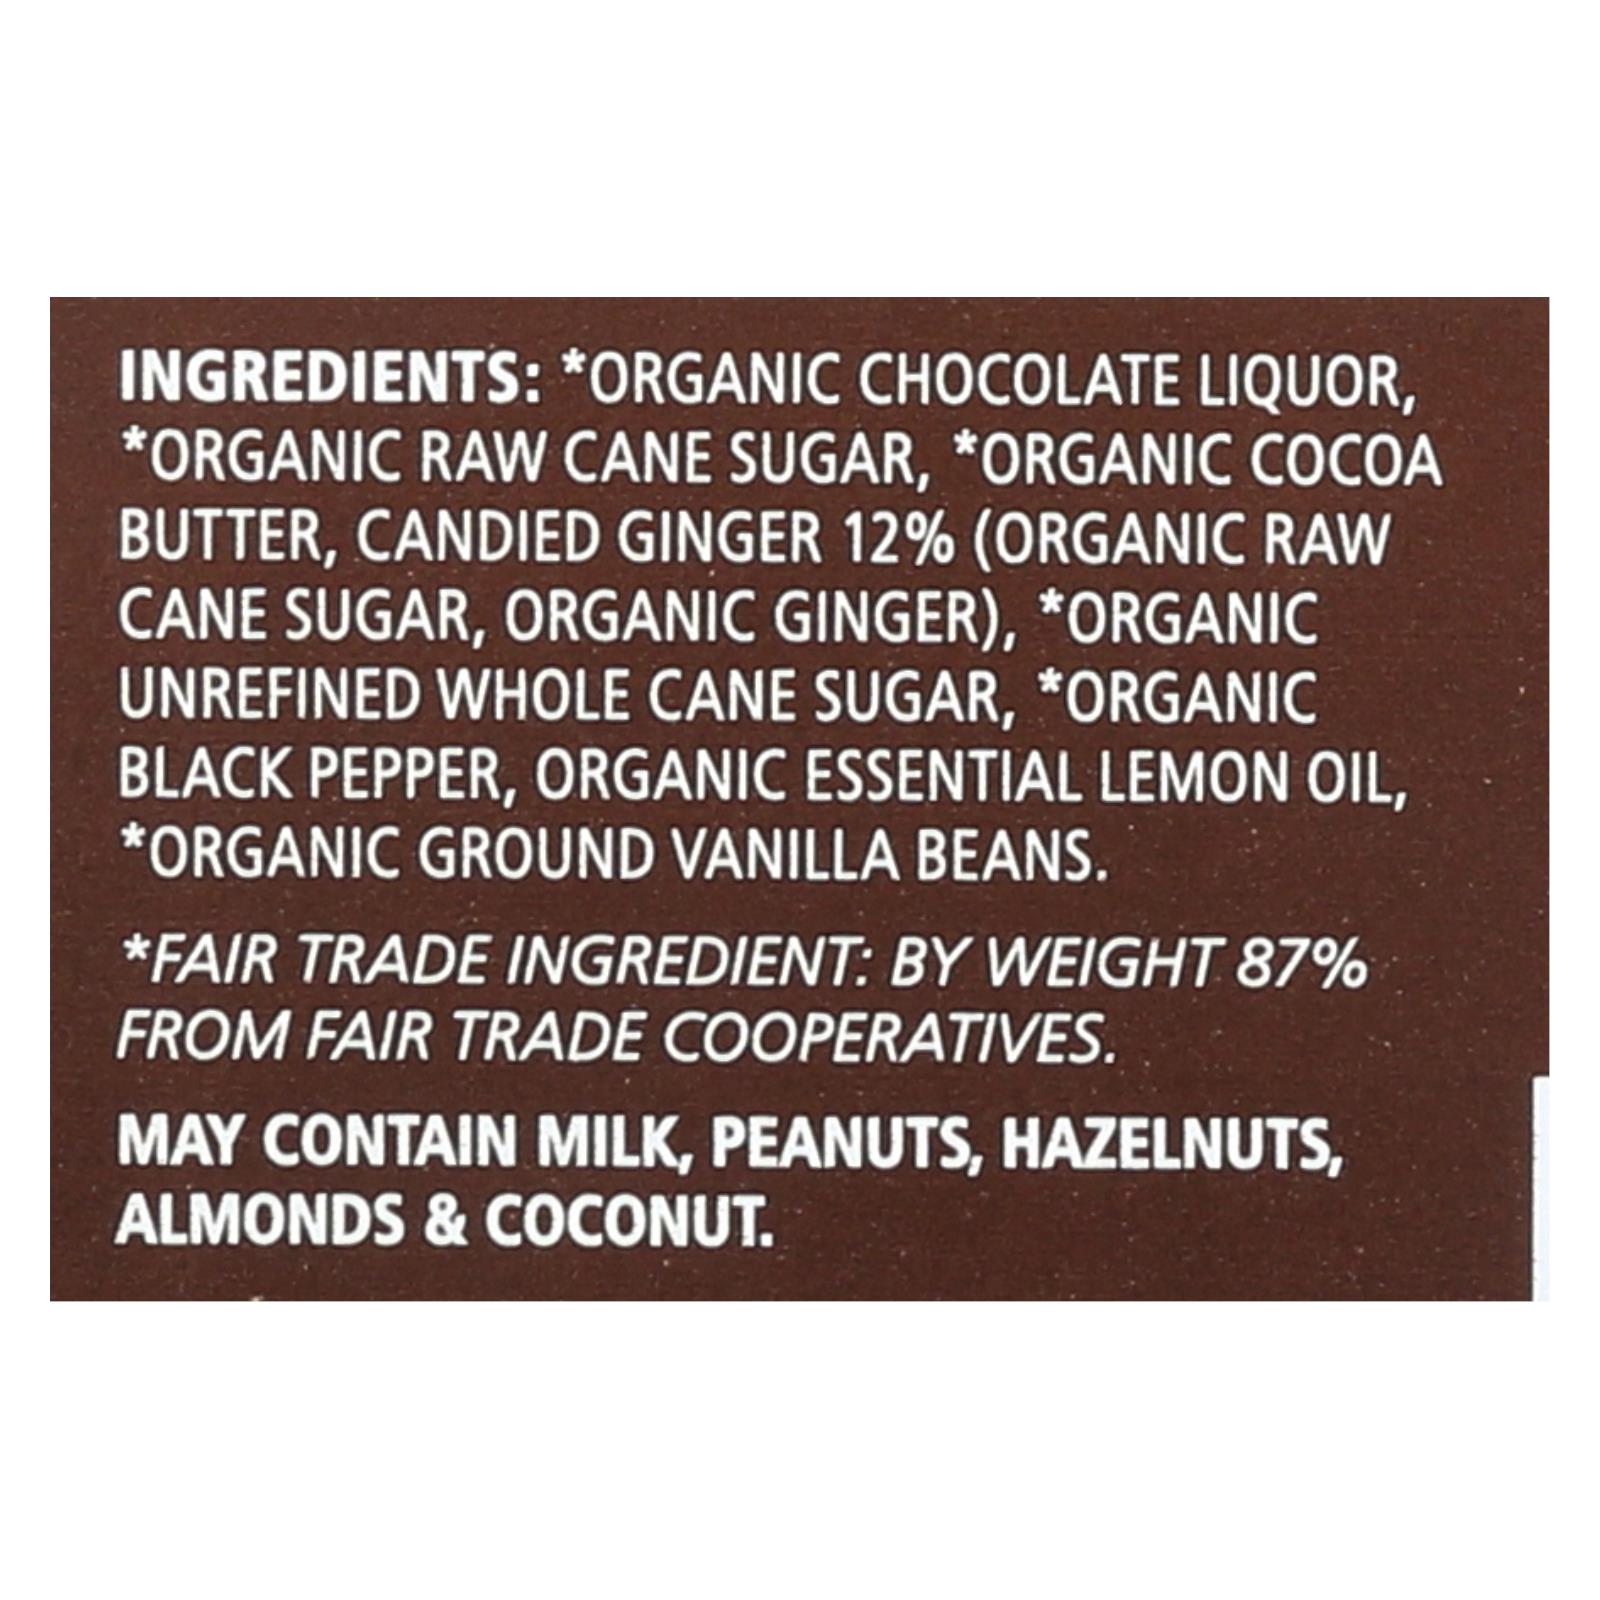 INGREDIENTS: *ORGANIC CHOCOLATE LIQUOR,
*ORGANIC RAW CANE SUGAR, *ORGANIC COCOA
BUTTER, CANDIED GINGER 12% (ORGANIC RAW
CANE SUGAR, ORGANIC GINGER), *ORGANIC
UNREFINED WHOLE CANE SUGAR, *ORGANIC
BLACK PEPPER, ORGANIC ESSENTIAL LEMON OIL,
*ORGANIC GROUND VANILLA BEANS.
*FAIR TRADE INGREDIENT: BY WEIGHT 87%
FROM FAIR TRADE COOPERATIVES.
MAY CONTAIN MILK, PEANUTS, HAZELNUTS,
ALMONDS & COCONUT.